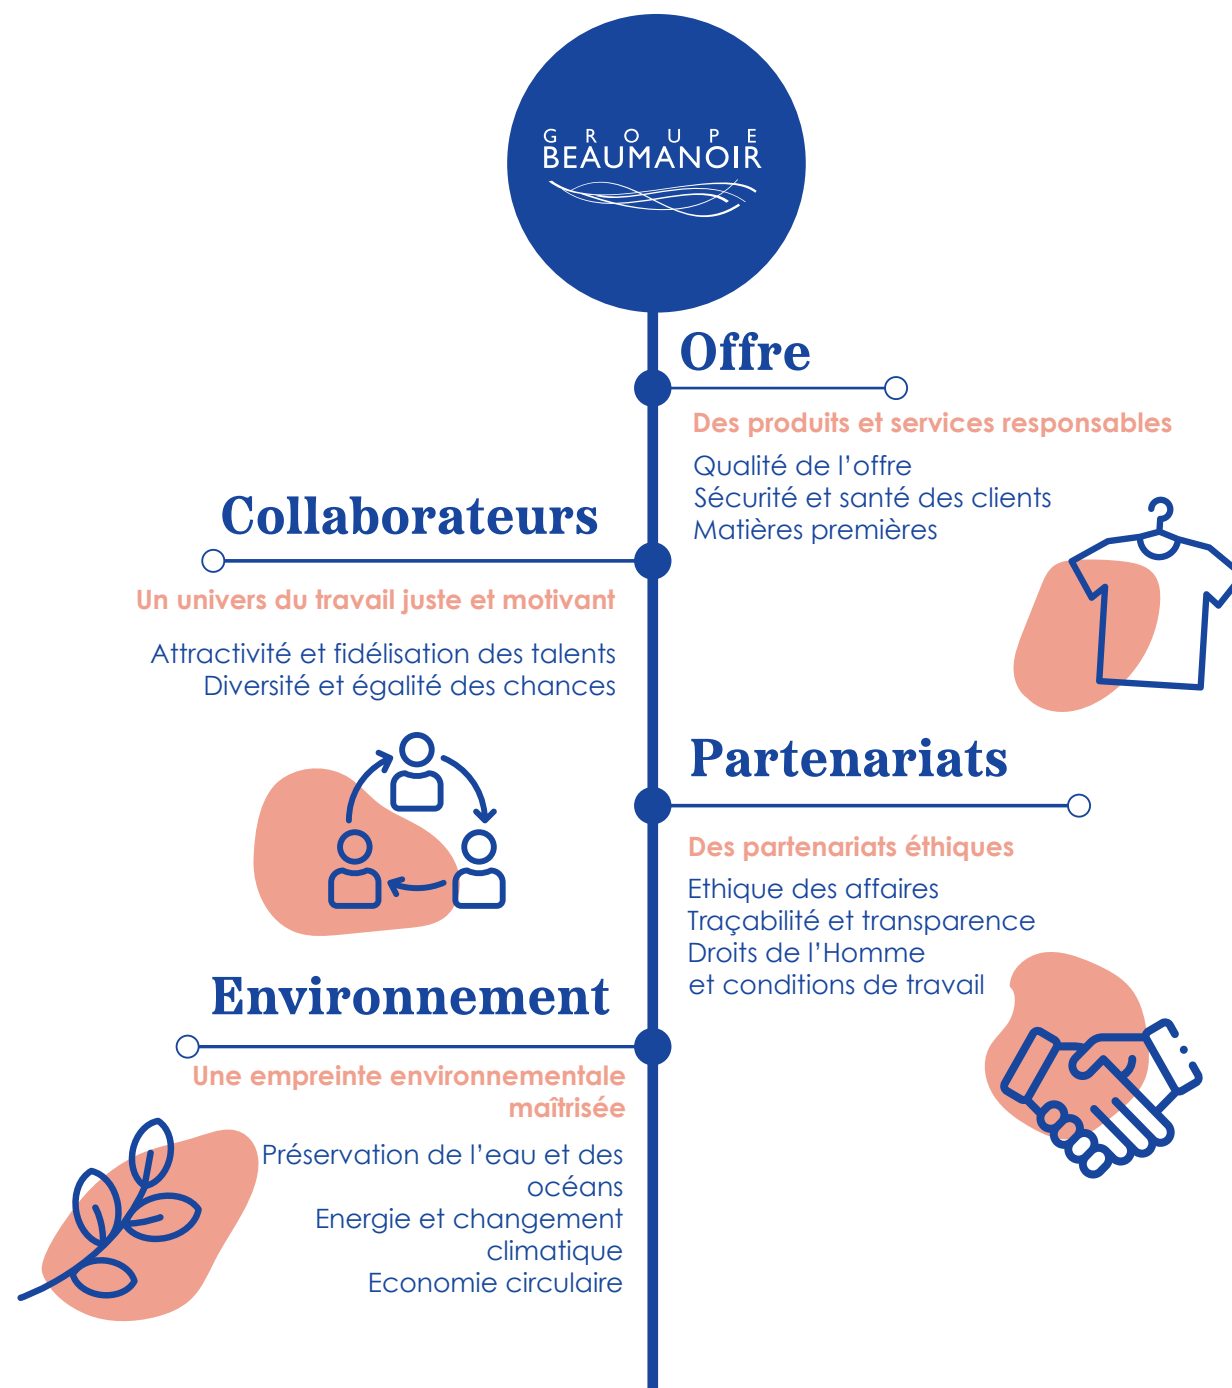 GROUPE
BEAUMANOIR
Offre
Des produits et services responsables
Qualité de l’offre
Sécurité et santé des clients
Matières premières
Collaborateurs
Un univers du travail juste et motivant
Attractivité et fidélisation des talents
Diversité et égalité des chances
Partenariats
Des partenariats éthiques
Ethique des affaires
Traçabilité et transparence
Droits de l’Homme
et conditions de travail
Environnement
Une empreinte environnementale
maîtrisée
Préservation de l’eau et des
océans
Energie et changement
climatique
Economie circulaire